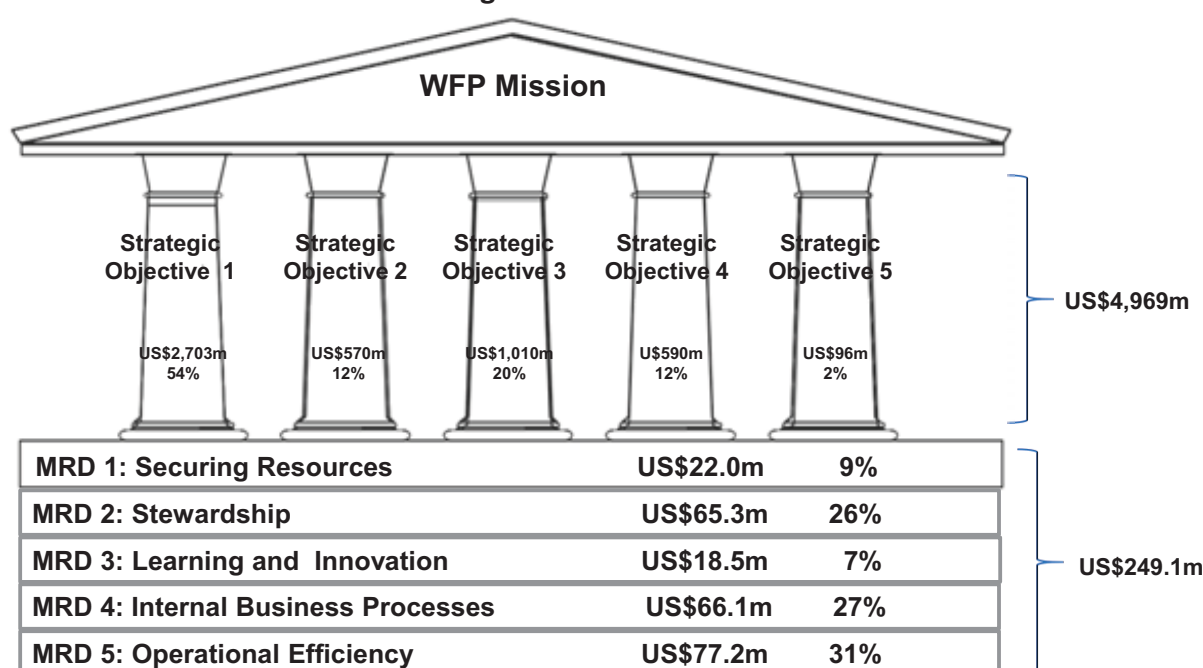 WFP Mission
Strategic Objective 1
Strategic Objective 2
Strategic Objective 3
Strategic Objective 4
Strategic Objective 5
US$2,703m
54%
US$570m
12%
US$1,010m
20%
U$590m
12%
US$96m
2%
US$4,969m
MRD 1: Securing Resources US$22.0m 9%
MRD 2: Stewardship US$65.3m 26%
MRD 3: Learning and Innovation US$18.5m 7%
MRD 4: Internal Business Processes US$66.1m 27%
MRD 5: Operational Efficiency US$77.2m 31%
US$249.1m